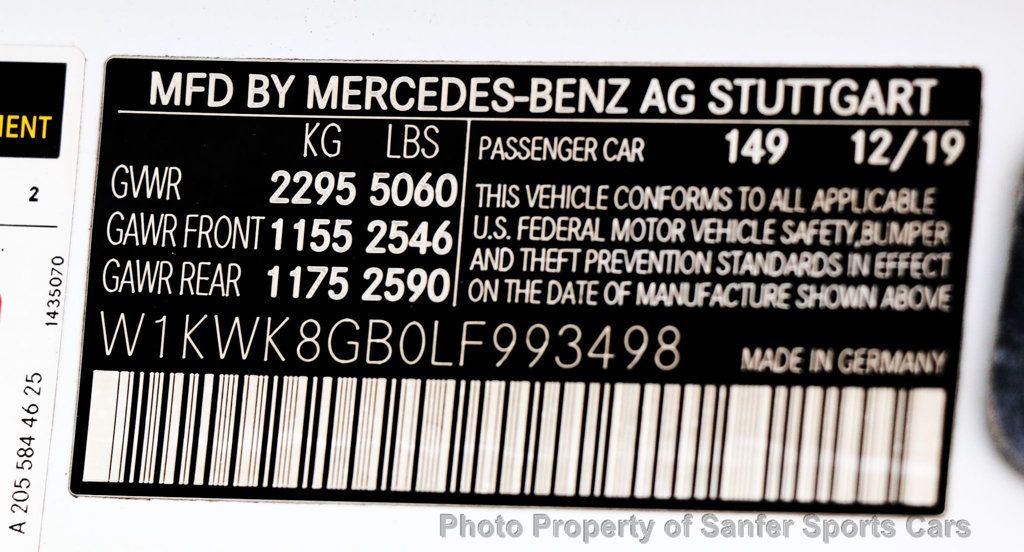 MENT
2
1435070
A 205 584 46 25
MFD BY MERCEDES-BENZ AG STUTTGART
KG LBS
GVWR 2295 5060
GAWR FRONT 1155 2546
GAWR REAR 1175 2590
PASSENGER CAR 149 12/19
THIS VEHICLE CONFORMS TO ALL APPLICABLE
U.S. FEDERAL MOTOR VEHICLE SAFETY,BUMPER
AND THEFT PREVENTION STANDARDS IN EFFECT
ON THE DATE OF MANUFACTURE SHOWN ABOVE
W1KWK8GB0LF993498
MADE IN GERMANY
Photo Property of Sanfer Sports Cars